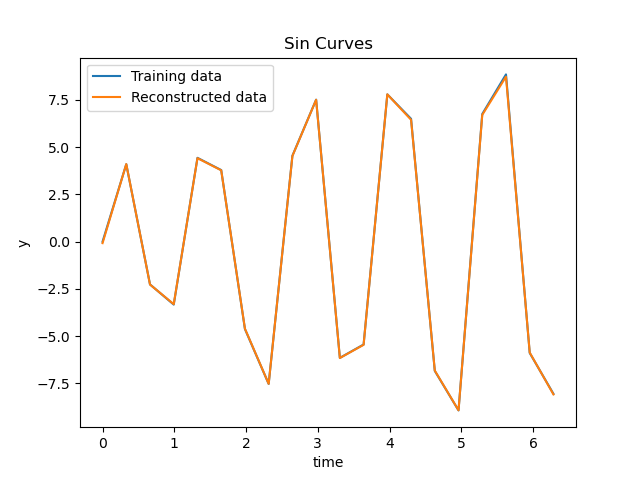 Sin Curves
Training data
Reconstructed data
7.5
5.0
2.5
0.0
−2.5
−5.0
−7.5
y
0 1 2 3 4 5 6
time